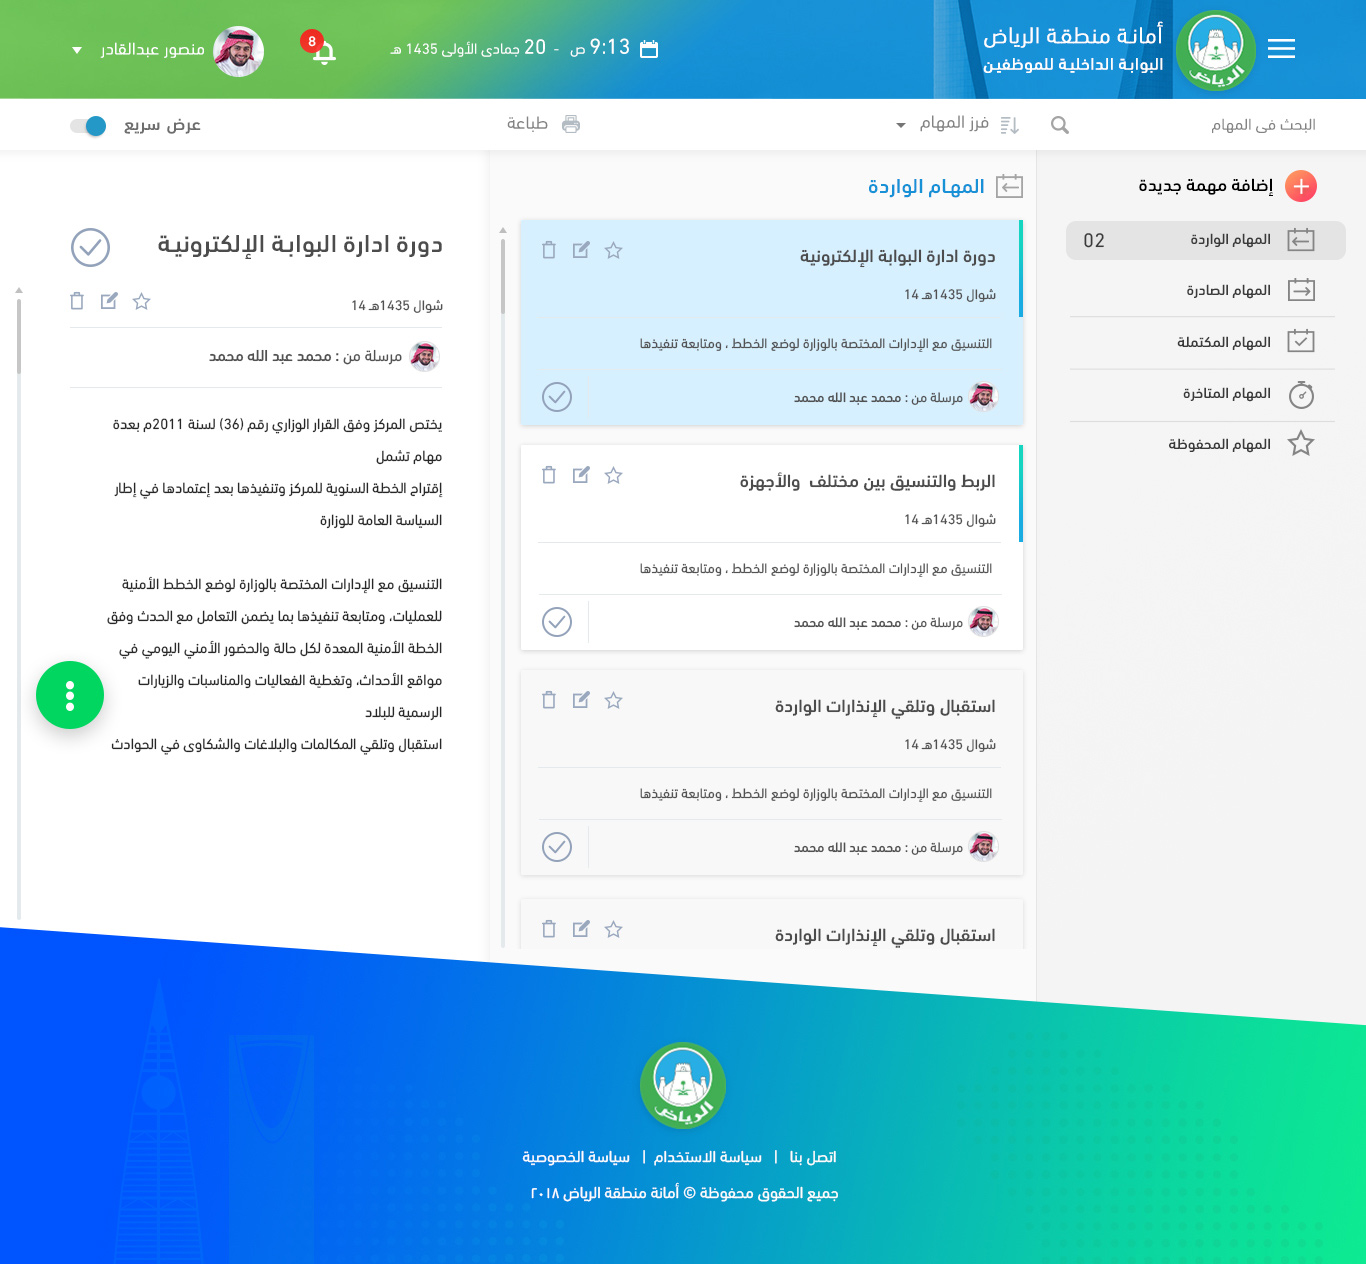 أمانة منطقة الرياض
البوابة الداخلية للموظفين
الرياض
9:13 ص - 20 جمادى الأولى 1435 هـ
8
منصور عبدالقادر
البحث فى المهام
فرز المهام
طباعة
عرض سريع
إضافة مهمة جديدة
المهام الواردة 02
المهام الصادرة
المهام المكتملة
المهام المتاخرة
المهام المحفوظة
المهام الواردة
دورة ادارة البوابة الإلكترونية
14 شوال 1435هـ
التنسيق مع الإدارات المختصة بالوزارة لوضع الخطط ، ومتابعة تنفيذها
مرسلة من : محمد عبد الله محمد
الربط والتنسيق بين مختلف والأجهزة
14 شوال 1435هـ
التنسيق مع الإدارات المختصة بالوزارة لوضع الخطط ، ومتابعة تنفيذها
مرسلة من : محمد عبد الله محمد
استقبال وتلقي الإنذارات الواردة
14 شوال 1435هـ
التنسيق مع الإدارات المختصة بالوزارة لوضع الخطط ، ومتابعة تنفيذها
مرسلة من : محمد عبد الله محمد
استقبال وتلقي الإنذارات الواردة
دورة ادارة البوابة الإلكترونية
14 شوال 1435هـ
مرسلة من : محمد عبد الله محمد
يختص المركز وفق القرار الوزاري رقم (36) لسنة 2011م بعدة
مهام تشمل
إقتراح الخطة السنوية للمركز وتنفيذها بعد إعتمادها في إطار
السياسة العامة للوزارة
التنسيق مع الإدارات المختصة بالوزارة لوضع الخطط الأمنية
للعمليات، ومتابعة تنفيذها بما يضمن التعامل مع الحدث وفق
الخطة الأمنية المعدة لكل حالة والحضور الأمني اليومي في
مواقع الأحداث، وتغطية الفعاليات والمناسبات والزيارات
الرسمية للبلاد
استقبال وتلقي المكالمات والبلاغات والشكاوى في الحوادث
الرياض
اتصل بنا | سياسة الاستخدام | سياسة الخصوصية
جميع الحقوق محفوظة © أمانة منطقة الرياض ٢٠١٨